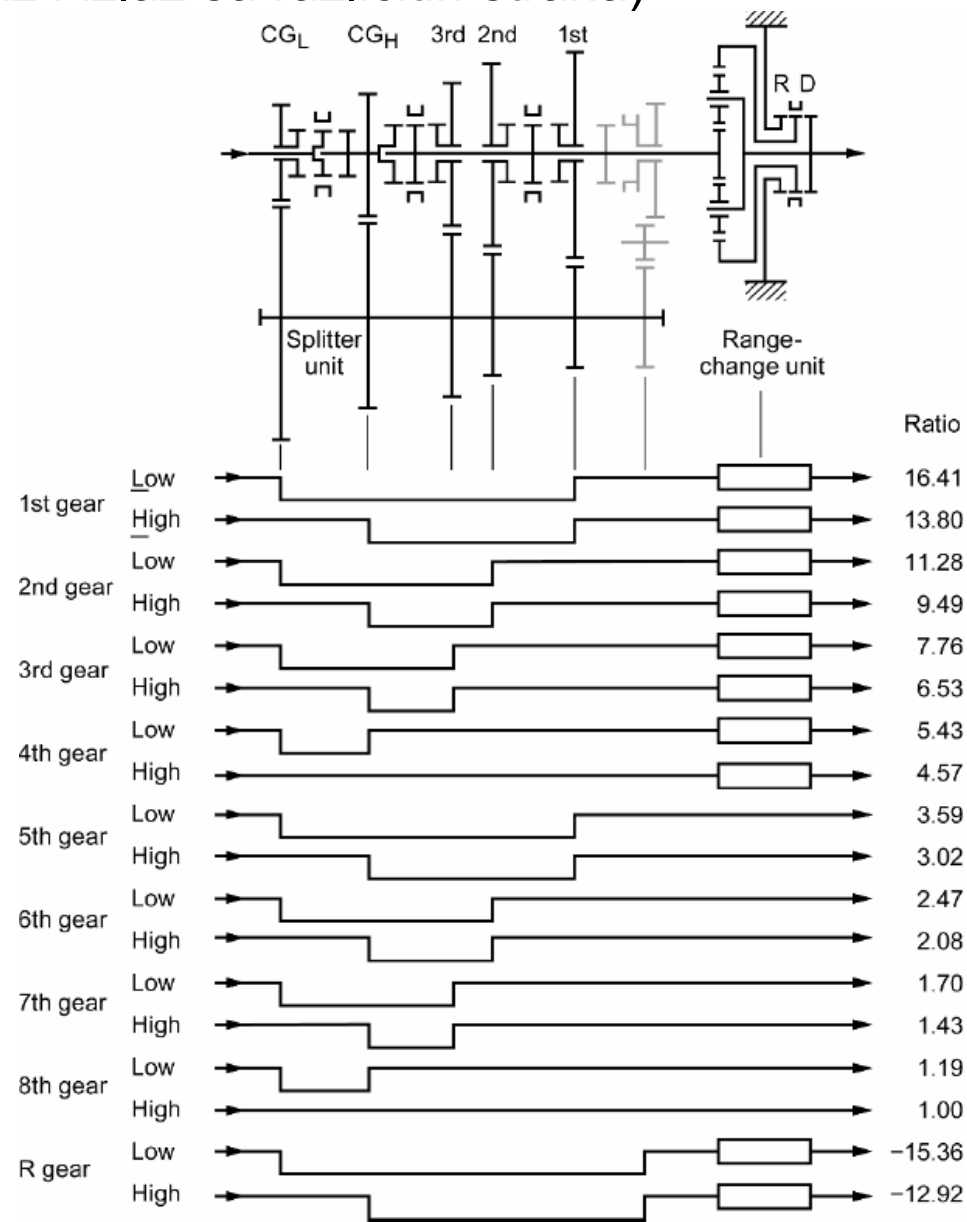 CG_L CG_H 3rd 2nd 1st
R D
Splitter
unit
Range-
change unit
Ratio
1st gear
Low 16.41
High 13.80
2nd gear
Low 11.28
High 9.49
3rd gear
Low 7.76
High 6.53
4th gear
Low 5.43
High 4.57
5th gear
Low 3.59
High 3.02
6th gear
Low 2.47
High 2.08
7th gear
Low 1.70
High 1.43
8th gear
Low 1.19
High 1.00
R gear
Low −15.36
High −12.92